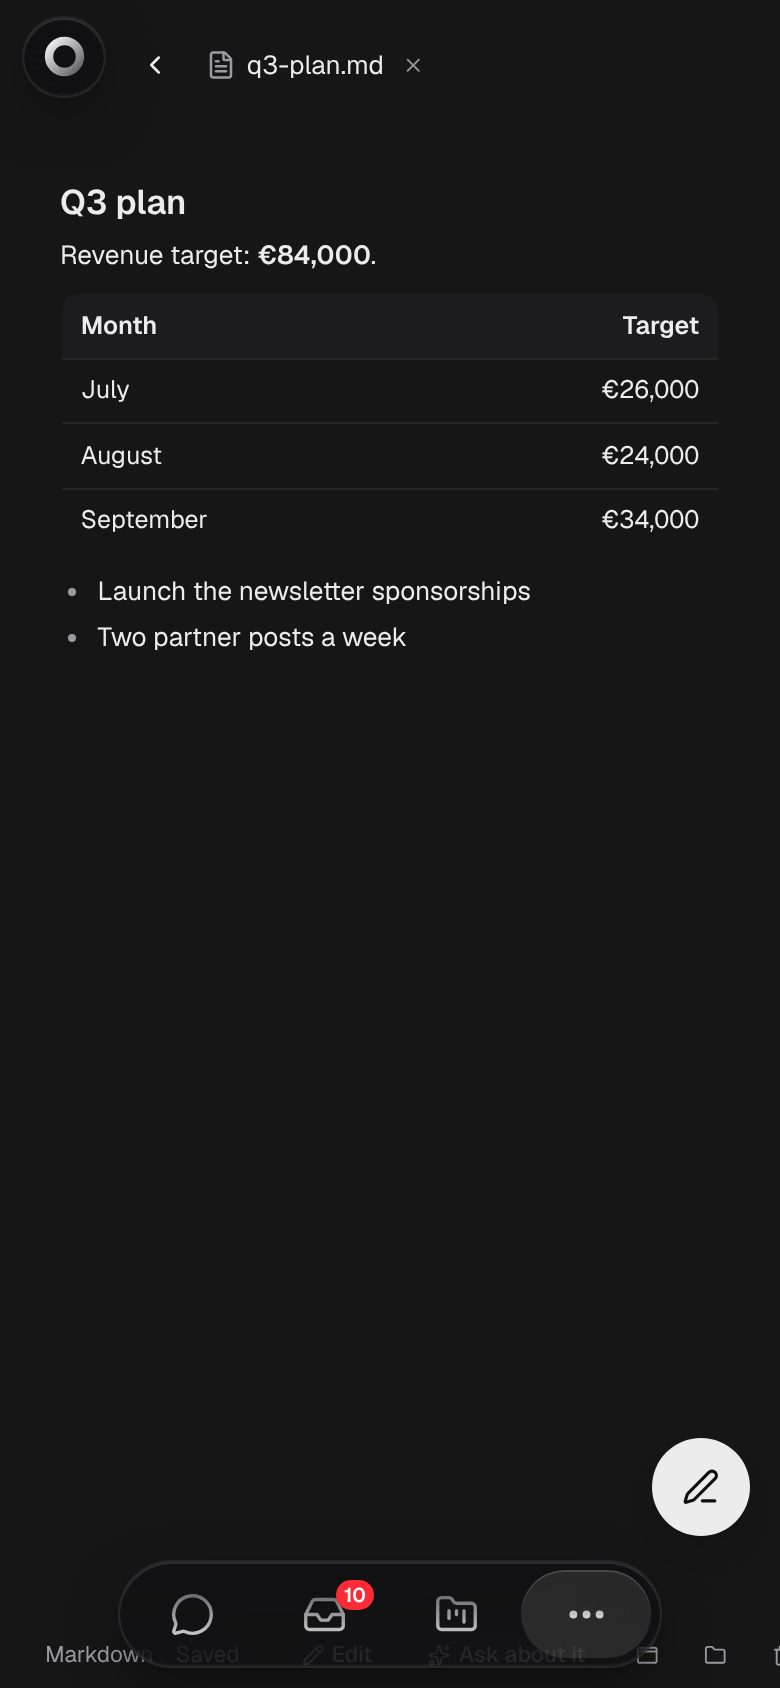 q3-plan.md
Q3 plan
Revenue target: €84,000.
Month Target
July €26,000
August €24,000
September €34,000
Launch the newsletter sponsorships
Two partner posts a week
10
Markdown Saved Edit Ask about it